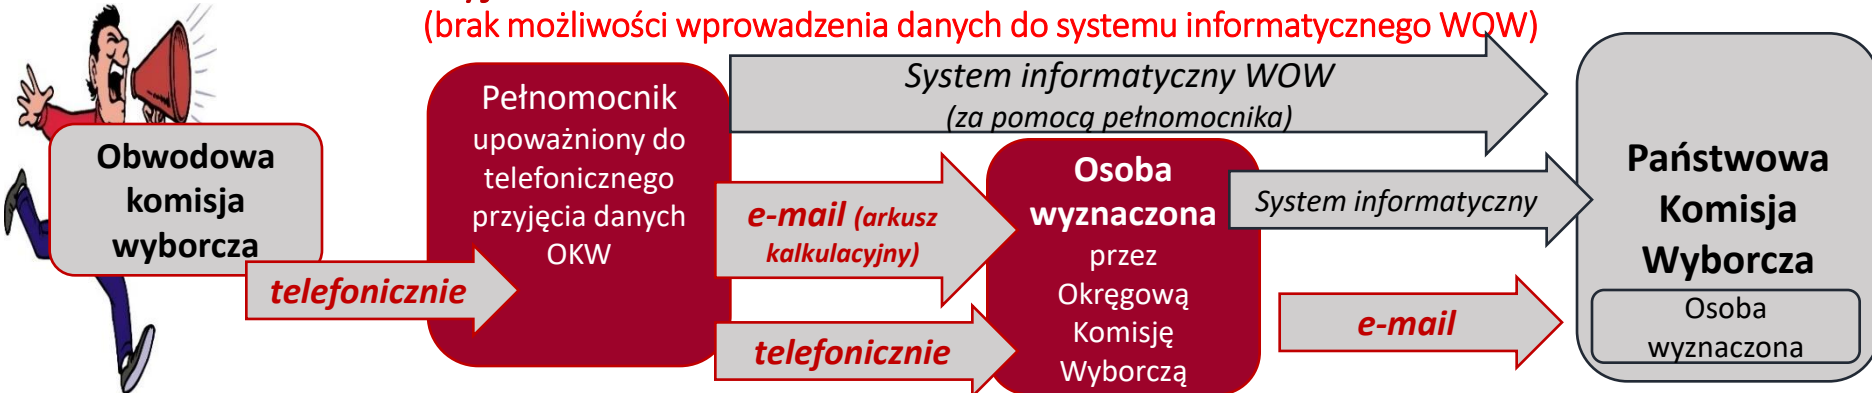 (brak możliwości wprowadzenia danych do systemu informatycznego WOW)
Obwodowa
komisja
wyborcza
telefonicznie
Pełnomocnik
upoważniony do
telefonicznego
przyjęcia danych
OKW
System informatyczny WOW
(za pomocą pełnomocnika)
e-mail (arkusz
kalkulacyjny)
telefonicznie
Osoba
wyznaczona
przez
Okręgową
Komisję
Wyborczą
System informatyczny
e-mail
Państwowa
Komisja
Wyborcza
Osoba
wyznaczona